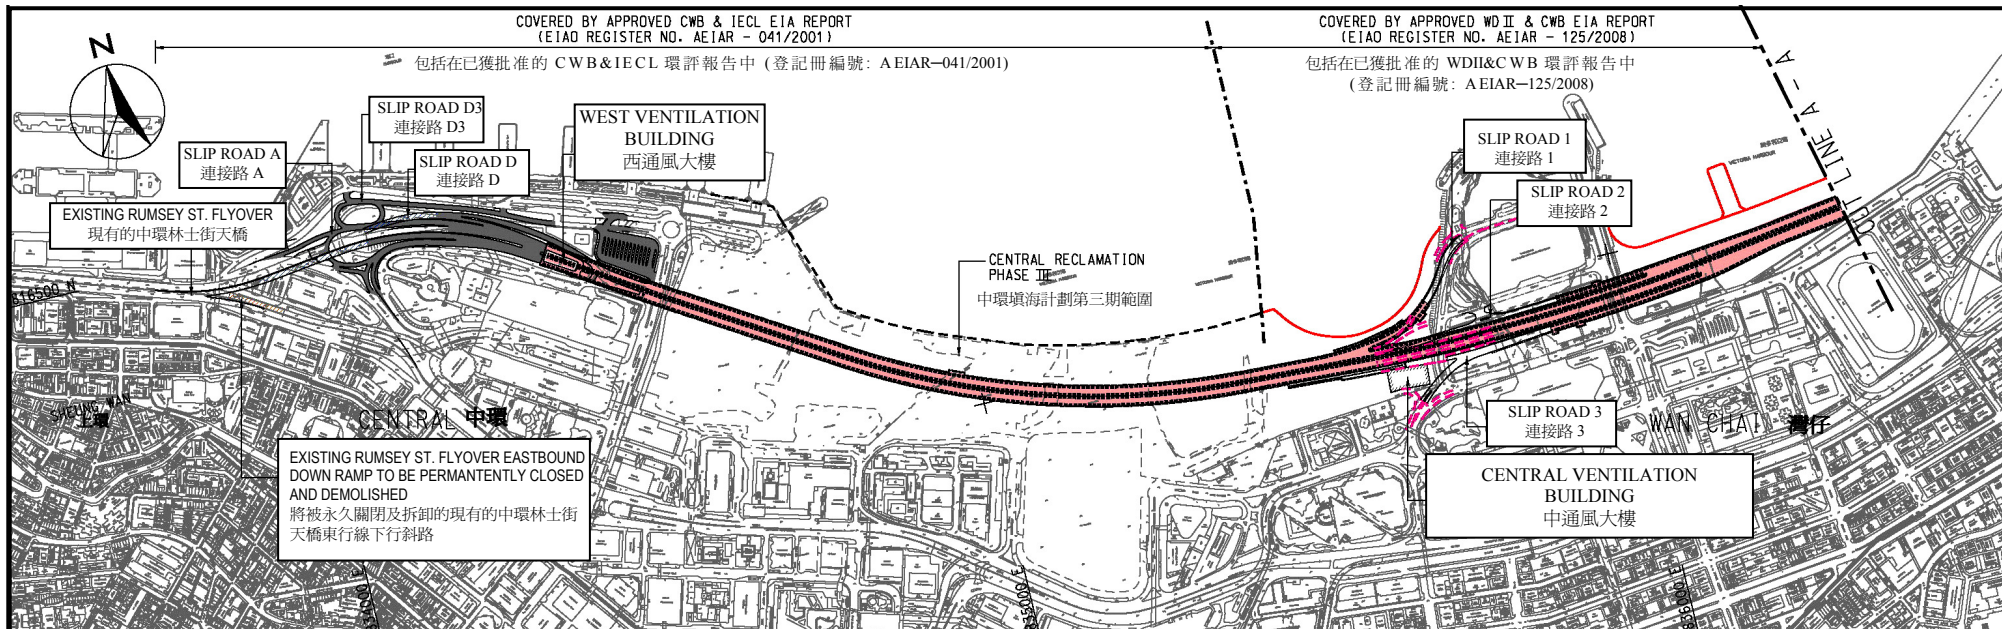 COVERED BY APPROVED CWB & IECL EIA REPORT
(EIAO REGISTER NO. AEIAR - 041/2001)
包括在已獲批准的 CWB&IECL 環評報告中 (登記冊編號: AEIAR-041/2001)
COVERED BY APPROVED WDII & CWB EIA REPORT
(EIAO REGISTER NO. AEIAR - 125/2008)
包括在已獲批准的 WDII&CWB 環評報告中
(登記冊編號: AEIAR-125/2008)
CUT LINE A - A
N
SLIP ROAD A
連接路 A
SLIP ROAD D3
連接路 D3
SLIP ROAD D
連接路 D
WEST VENTILATION
BUILDING
西通風大樓
SLIP ROAD 1
連接路 1
VICTORIA HARBOUR
SLIP ROAD 2
連接路 2
EXISTING RUMSEY ST. FLYOVER
現有的中環林士街天橋
CENTRAL RECLAMATION
PHASE III
中環填海計劃第三期範圍
VICTORIA HARBOUR
816500 N
SHEUNG WAN
上環
CENTRAL 中環
SLIP ROAD 3
連接路 3
WAN CHAI 灣仔
EXISTING RUMSEY ST. FLYOVER EASTBOUND
DOWN RAMP TO BE PERMANTENTLY CLOSED
AND DEMOLISHED
將被永久關閉及拆卸的現有的中環林士街
天橋東行線下行斜路
CENTRAL VENTILATION
BUILDING
中通風大樓